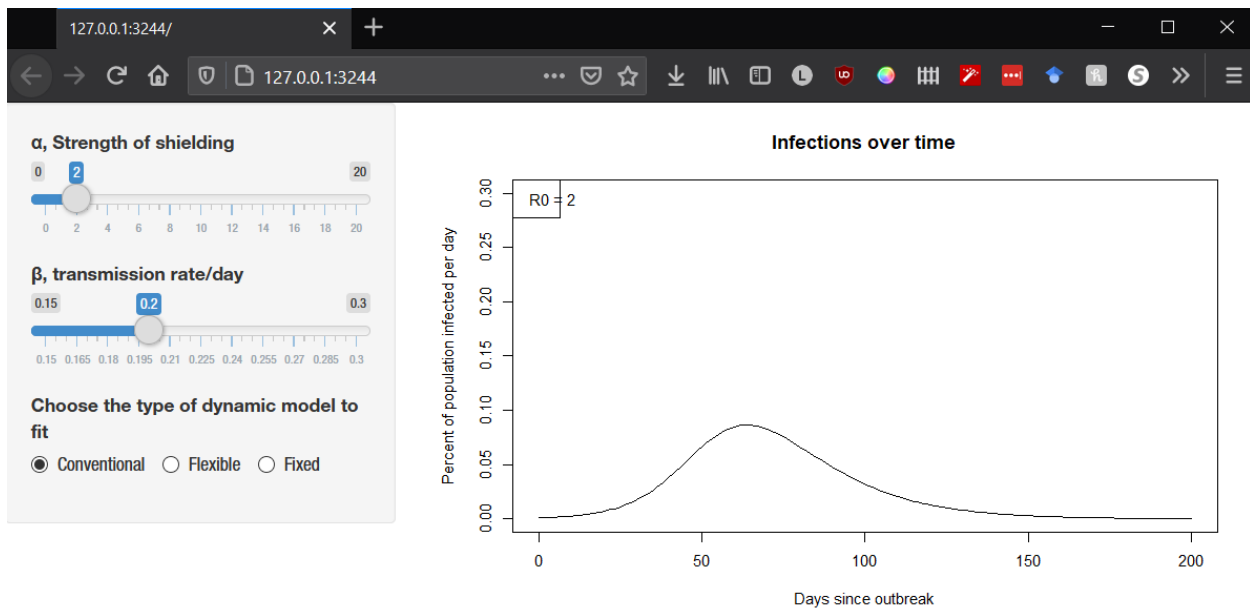 127.0.0.1:3244/
127.0.0.1:3244
α, Strength of shielding
0 2 20
0 2 4 6 8 10 12 14 16 18 20
β, transmission rate/day
0.15 0.2 0.3
0.15 0.165 0.18 0.195 0.21 0.225 0.24 0.255 0.27 0.285 0.3
Choose the type of dynamic model to
fit
Conventional Flexible Fixed
Infections over time
R0 = 2
Percent of population infected per day
0.30
0.25
0.20
0.15
0.10
0.05
0.00
0 50 100 150 200
Days since outbreak